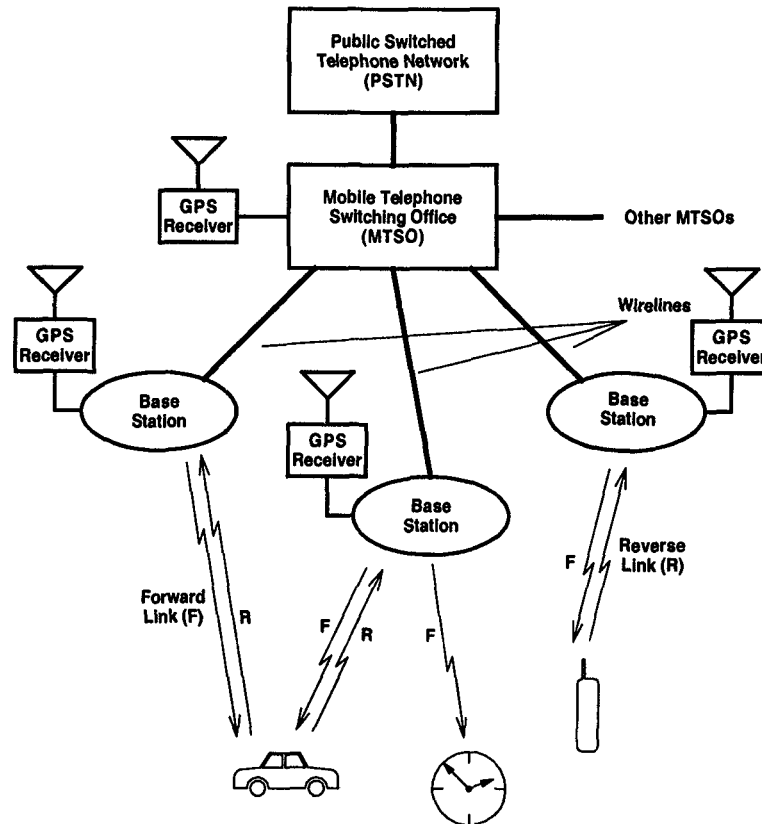 Public Switched
Telephone Network
(PSTN)
GPS
Receiver
Mobile Telephone
Switching Office
(MTSO)
Other MTSOs
GPS
Receiver
Wirelines
GPS
Receiver
Base
Station
Base
Station
GPS
Receiver
Base
Station
Forward
Link (F)
R
F
R
F
F
Reverse
Link (R)